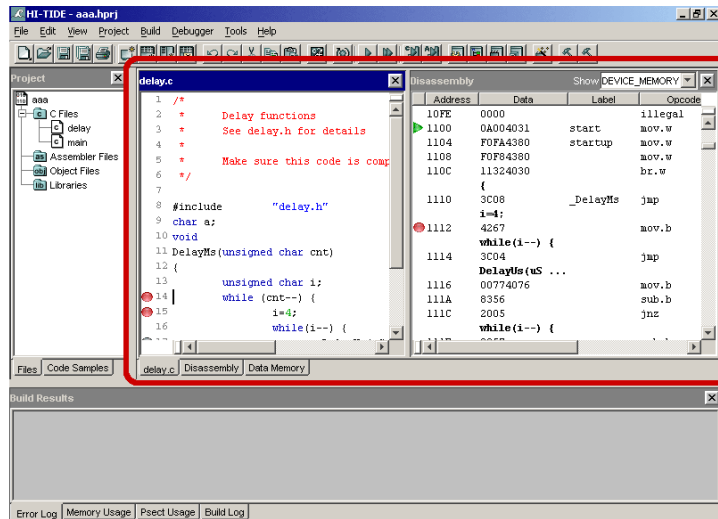 HI-TIDE - aaa.hprj
File Edit View Project Build Debugger Tools Help
Project
aaa
C Files
delay
main
Assembler Files
Object Files
Libraries
Files Code Samples
delay.c
1 /*
2 * Delay functions
3 * See delay.h for details
4 *
5 * Make sure this code is comp
6 */
7
8 #include "delay.h"
9 char a;
10 void
11 DelayMs(unsigned char cnt)
12 {
13 unsigned char i;
14 while (cnt--) {
15 i=4;
16 while(i--) {
delay.c Disassembly Data Memory
Disassembly Show DEVICE_MEMORY
Address Data Label Opcode
10FE 0000 illegal
1100 0A004031 start mov.w
1104 F0FA4380 startup mov.w
1108 F0F84380 mov.w
110C 11324030 br.w
{
1110 3C08 _DelayMs jmp
i=4;
1112 4267 mov.b
while(i--) {
1114 3C04 jmp
DelayUs(uS ...
1116 00774076 mov.b
111A 8356 sub.b
111C 2005 jnz
while(i--) {
Build Results
Error Log Memory Usage Psect Usage Build Log